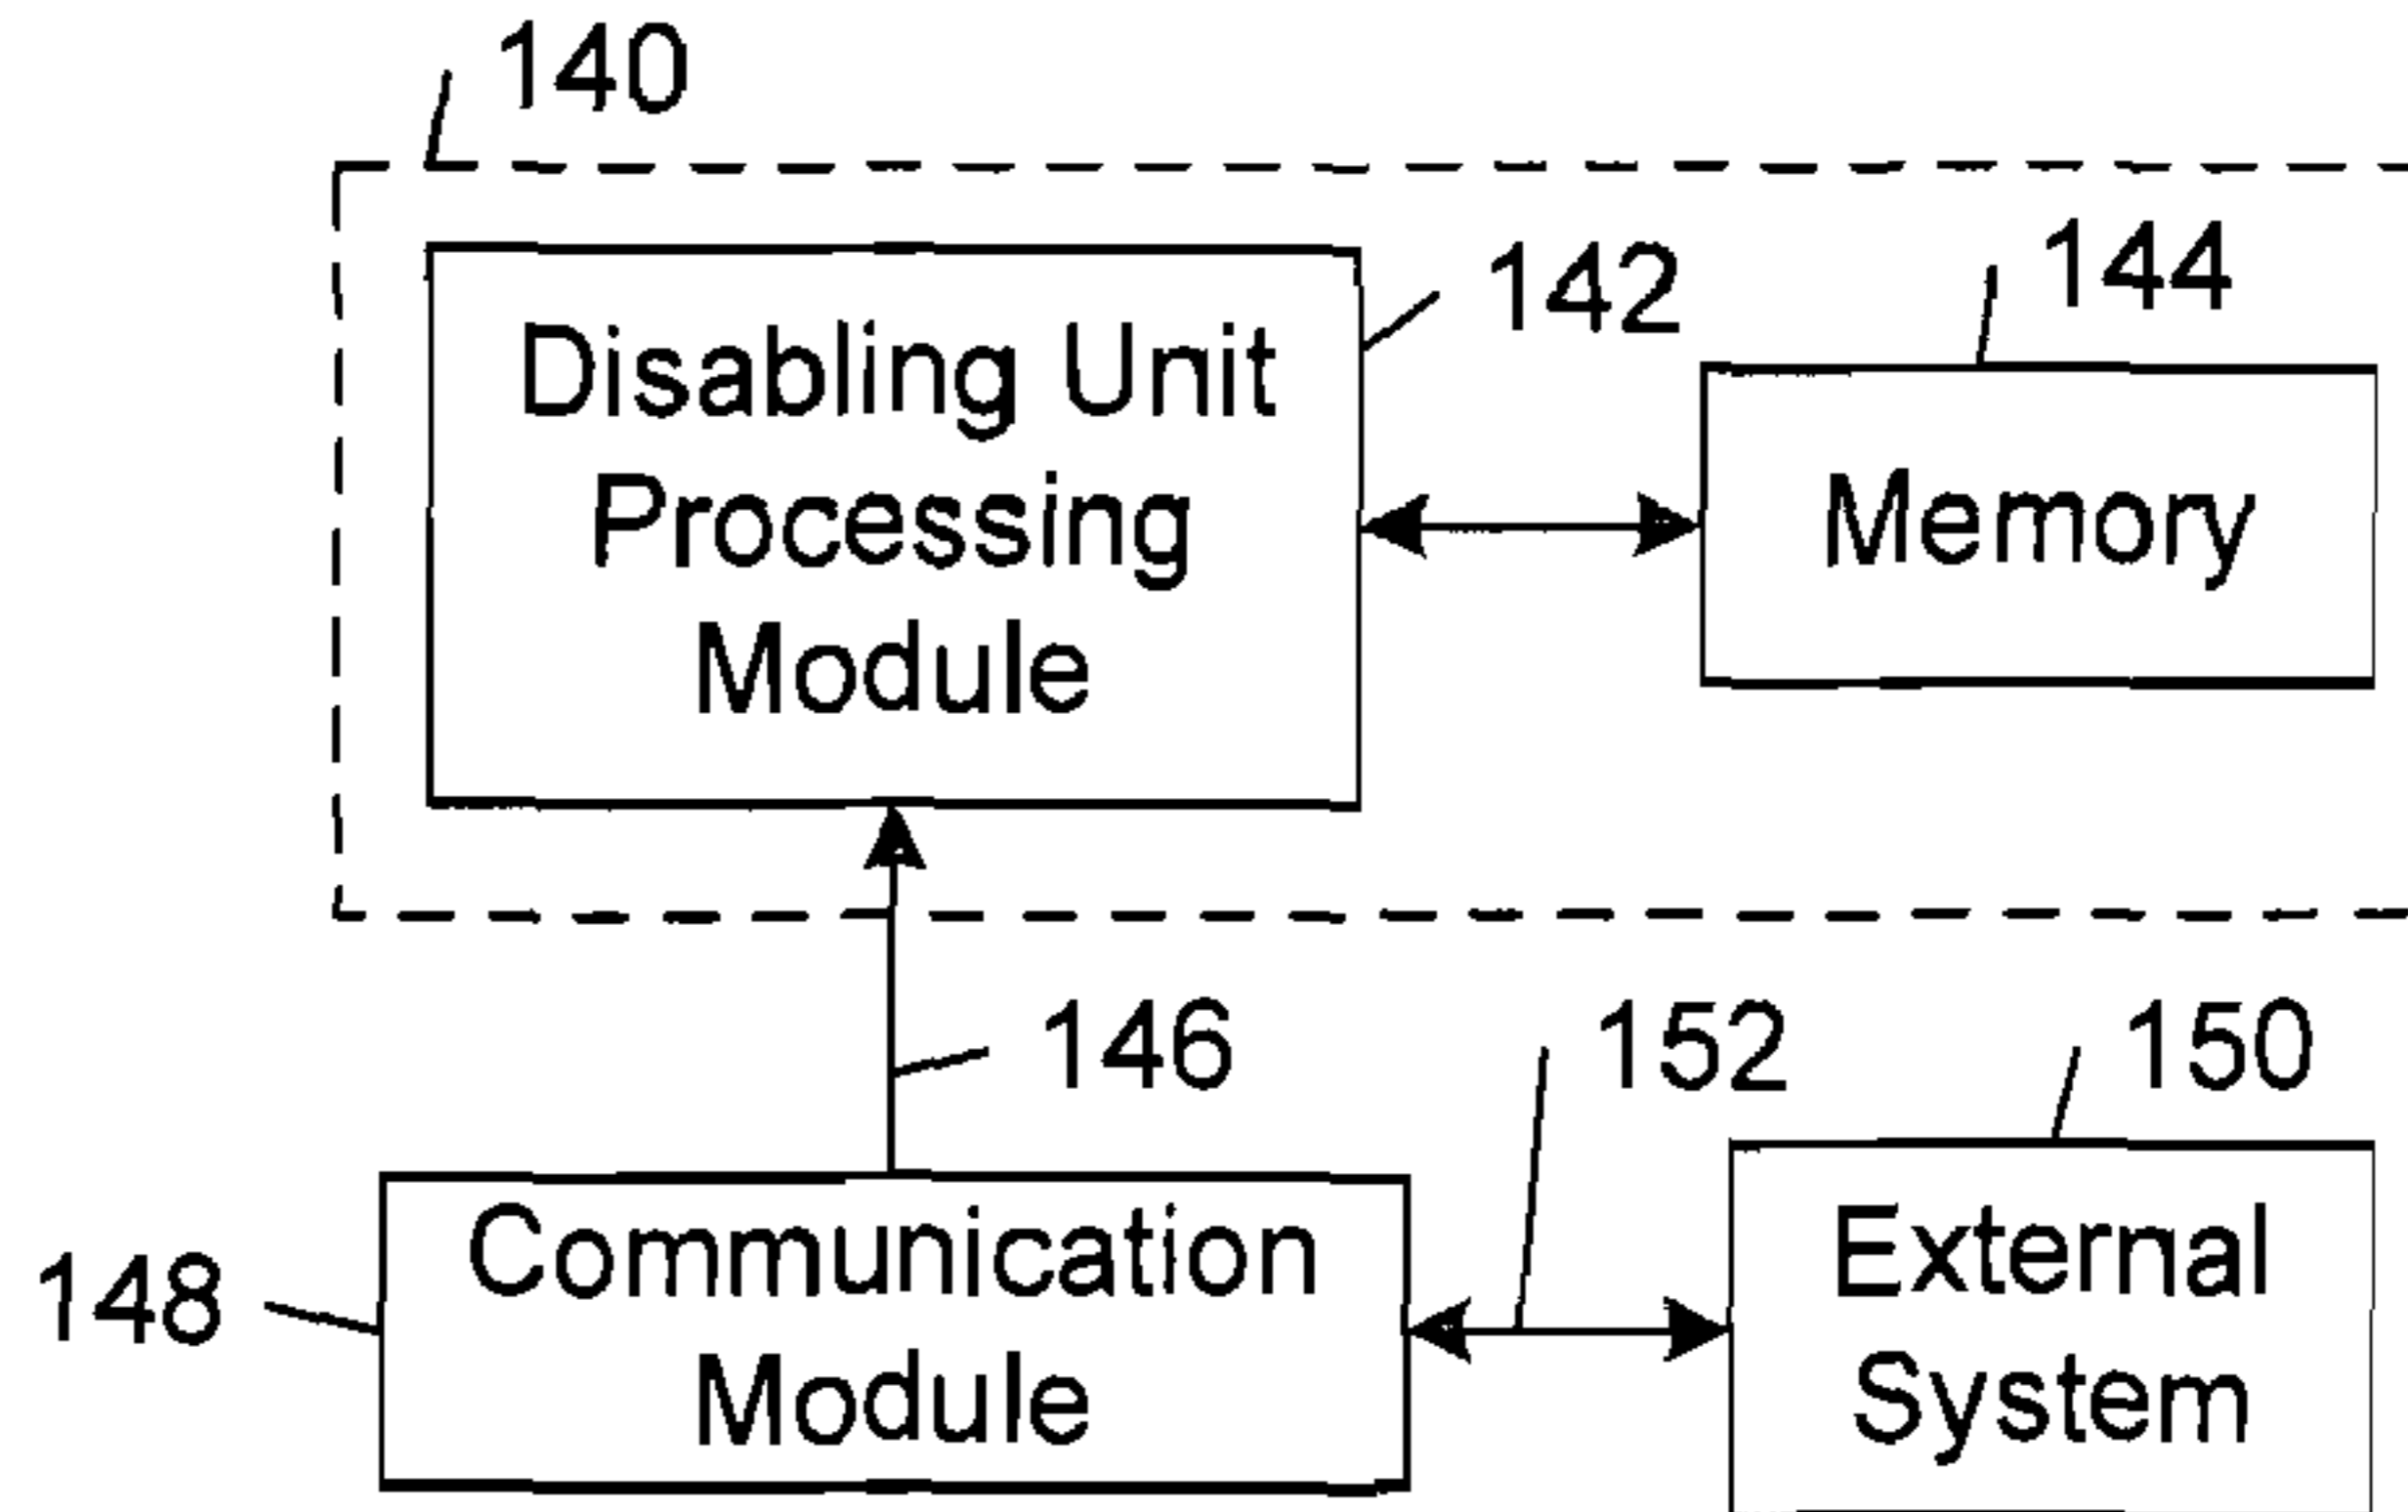 140
142
144
Disabling Unit
Processing
Module
Memory
146
152
150
148
Communication
Module
External
System